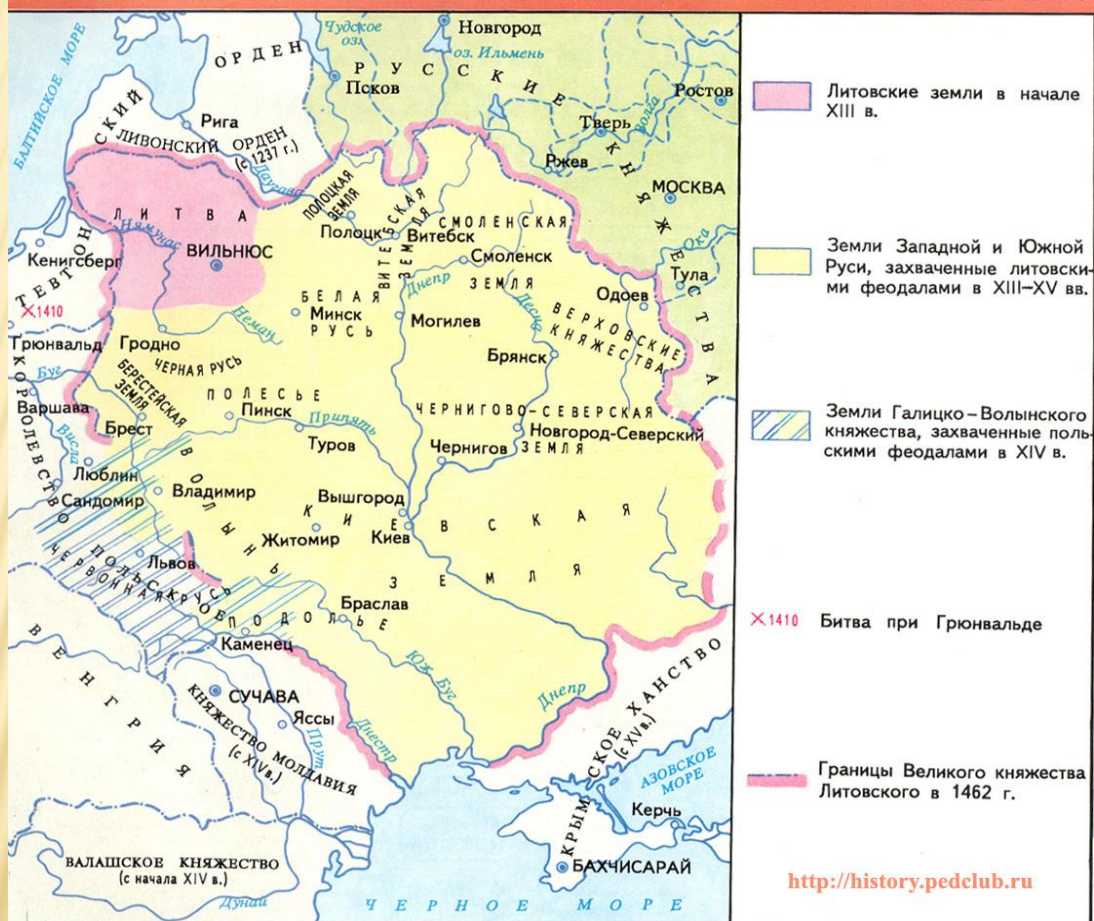 БАЛТИЙСКОЕ МОРЕ
ОРДЕН
СКИЙ
Чудское
оз.
Новгород
оз. Ильмень
РУССКИЕ
Псков
Ростов
Рига
ЛИВОНСКИЙ ОРДЕН
(с 1237 г.)
Тверь
Волга
КНЯЖЕСТВА
Ржев
Даугава
ПОЛОЦКАЯ
ЗЕМЛЯ
МОСКВА
ЛИТВА
Нямунас
СМОЛЕНСКАЯ
ЗЕМЛЯ
Полоцк
Витебск
ВИТЕБСКАЯ
ЗЕМЛЯ
Кенигсберг
ВИЛЬНЮС
Смоленск
Ока
Тула
ТЕВТОН
Днепр
Одоев
1410
БЕЛАЯ
РУСЬ
Минск
Неман
Могилев
Десна
ВЕРХОВСКИЕ
КНЯЖЕСТВА
Грюнвальд
Гродно
Брянск
ЧЕРНАЯ РУСЬ
Буг
БЕРЕСТЕЙСКАЯ
ЗЕМЛЯ
ПОЛЕСЬЕ
КОРОЛЕВСТВО
Варшава
Пинск
Припять
ЧЕРНИГОВО-СЕВЕРСКАЯ
ЗЕМЛЯ
Брест
Новгород-Северский
Висла
Туров
Чернигов
Люблин
ВОЛЫНЬ
Владимир
Сандомир
Вышгород
КИЕВСКАЯ
ЗЕМЛЯ
Житомир
Киев
Львов
ПОЛЬСКОЕ
ЧЕРВОННАЯ РУСЬ
Браслав
ПОДОЛЬЕ
Каменец
ВЕНГРИЯ
Юж. Буг
Днепр
СУЧАВА
Яссы
КНЯЖЕСТВО МОЛДАВИЯ
(с XIV в.)
Прут
Днестр
КРЫМСКОЕ ХАНСТВО
(с XV в.)
АЗОВСКОЕ
МОРЕ
Керчь
БАХЧИСАРАЙ
ВАЛАШСКОЕ КНЯЖЕСТВО
(с начала XIV в.)
Дунай
ЧЕРНОЕ МОРЕ
Литовские земли в начале
XIII в.
Земли Западной и Южной
Руси, захваченные литовски-
ми феодалами в XIII–XV вв.
Земли Галицко-Волынского
княжества, захваченные поль-
скими феодалами в XIV в.
1410 Битва при Грюнвальде
Границы Великого княжества
Литовского в 1462 г.
http://history.pedclub.ru